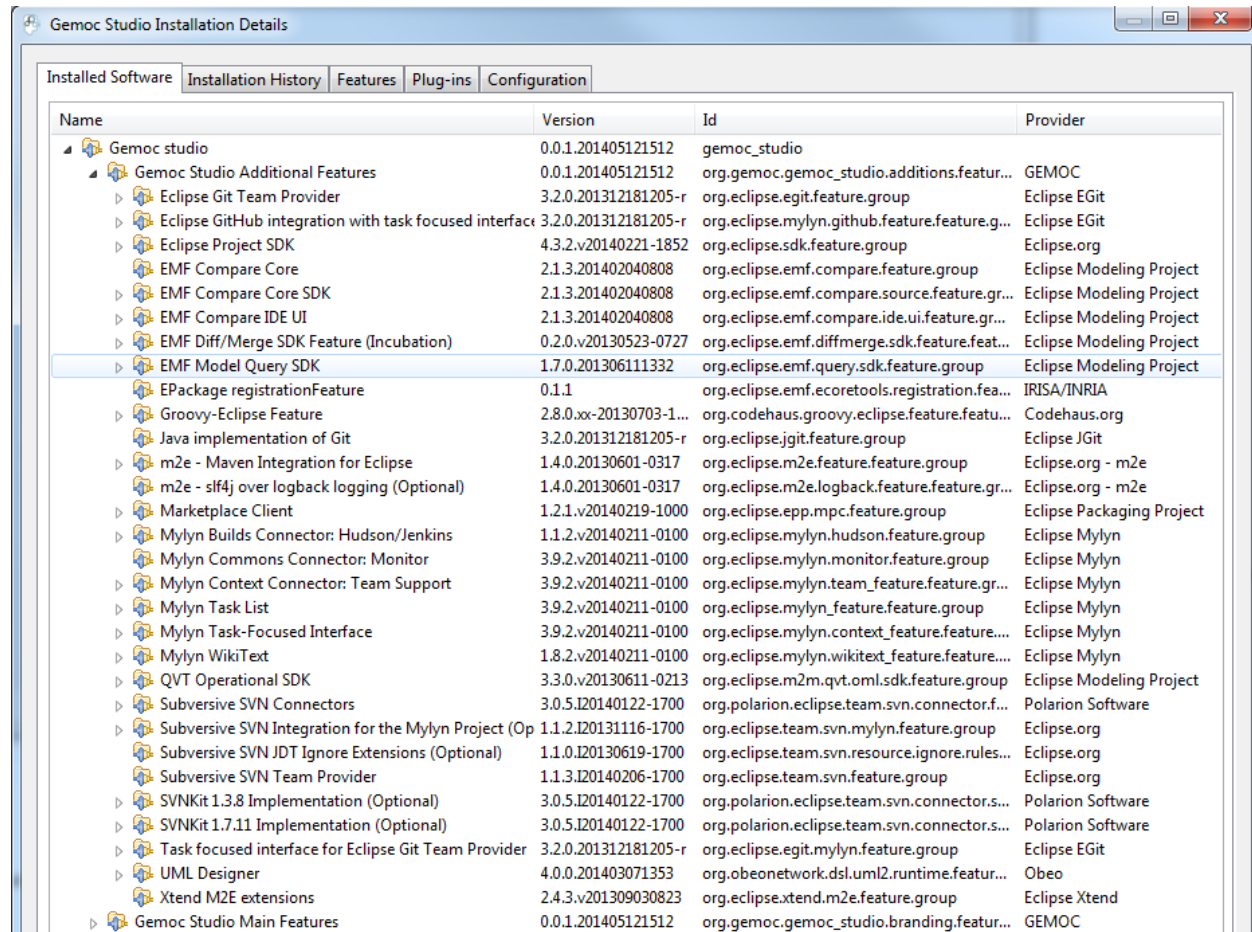 Gemoc Studio Installation Details
Installed Software Installation History Features Plug-ins Configuration
Name Version Id Provider
Gemoc studio 0.0.1.201405121512 gemoc_studio
Gemoc Studio Additional Features 0.0.1.201405121512 org.gemoc.gemoc_studio.additions.featur... GEMOC
Eclipse Git Team Provider 3.2.0.201312181205-r org.eclipse.egit.feature.group Eclipse EGit
Eclipse GitHub integration with task focused interface 3.2.0.201312181205-r org.eclipse.mylyn.github.feature.feature.g... Eclipse EGit
Eclipse Project SDK 4.3.2.v20140221-1852 org.eclipse.sdk.feature.group Eclipse.org
EMF Compare Core 2.1.3.201402040808 org.eclipse.emf.compare.feature.group Eclipse Modeling Project
EMF Compare Core SDK 2.1.3.201402040808 org.eclipse.emf.compare.source.feature.gr... Eclipse Modeling Project
EMF Compare IDE UI 2.1.3.201402040808 org.eclipse.emf.compare.ide.ui.feature.gr... Eclipse Modeling Project
EMF Diff/Merge SDK Feature (Incubation) 0.2.0.v20130523-0727 org.eclipse.emf.diffmerge.sdk.feature.feat... Eclipse Modeling Project
EMF Model Query SDK 1.7.0.201306111332 org.eclipse.emf.query.sdk.feature.group Eclipse Modeling Project
EPackage registrationFeature 0.1.1 org.eclipse.emf.ecoretools.registration.fea... IRISA/INRIA
Groovy-Eclipse Feature 2.8.0.xx-20130703-1... org.codehaus.groovy.eclipse.feature.featu... Codehaus.org
Java implementation of Git 3.2.0.201312181205-r org.eclipse.jgit.feature.group Eclipse JGit
m2e - Maven Integration for Eclipse 1.4.0.20130601-0317 org.eclipse.m2e.feature.feature.group Eclipse.org - m2e
m2e - slf4j over logback logging (Optional) 1.4.0.20130601-0317 org.eclipse.m2e.logback.feature.feature.gr... Eclipse.org - m2e
Marketplace Client 1.2.1.v20140219-1000 org.eclipse.epp.mpc.feature.group Eclipse Packaging Project
Mylyn Builds Connector: Hudson/Jenkins 1.1.2.v20140211-0100 org.eclipse.mylyn.hudson.feature.group Eclipse Mylyn
Mylyn Commons Connector: Monitor 3.9.2.v20140211-0100 org.eclipse.mylyn.monitor.feature.group Eclipse Mylyn
Mylyn Context Connector: Team Support 3.9.2.v20140211-0100 org.eclipse.mylyn.team_feature.feature.gr... Eclipse Mylyn
Mylyn Task List 3.9.2.v20140211-0100 org.eclipse.mylyn_feature.feature.group Eclipse Mylyn
Mylyn Task-Focused Interface 3.9.2.v20140211-0100 org.eclipse.mylyn.context_feature.feature.... Eclipse Mylyn
Mylyn WikiText 1.8.2.v20140211-0100 org.eclipse.mylyn.wikitext_feature.feature.... Eclipse Mylyn
QVT Operational SDK 3.3.0.v20130611-0213 org.eclipse.m2m.qvt.oml.sdk.feature.group Eclipse Modeling Project
Subversive SVN Connectors 3.0.5.I20140122-1700 org.polarion.eclipse.team.svn.connector.f... Polarion Software
Subversive SVN Integration for the Mylyn Project (Op 1.1.2.I20131116-1700 org.eclipse.team.svn.mylyn.feature.group Eclipse.org
Subversive SVN JDT Ignore Extensions (Optional) 1.1.0.I20130619-1700 org.eclipse.team.svn.resource.ignore.rules... Eclipse.org
Subversive SVN Team Provider 1.1.3.I20140206-1700 org.eclipse.team.svn.feature.group Eclipse.org
SVNKit 1.3.8 Implementation (Optional) 3.0.5.I20140122-1700 org.polarion.eclipse.team.svn.connector.s... Polarion Software
SVNKit 1.7.11 Implementation (Optional) 3.0.5.I20140122-1700 org.polarion.eclipse.team.svn.connector.s... Polarion Software
Task focused interface for Eclipse Git Team Provider 3.2.0.201312181205-r org.eclipse.egit.mylyn.feature.group Eclipse EGit
UML Designer 4.0.0.201403071353 org.obeonetwork.dsl.uml2.runtime.featur... Obeo
Xtend M2E extensions 2.4.3.v201309030823 org.eclipse.xtend.m2e.feature.group Eclipse Xtend
Gemoc Studio Main Features 0.0.1.201405121512 org.gemoc.gemoc_studio.branding.featur... GEMOC